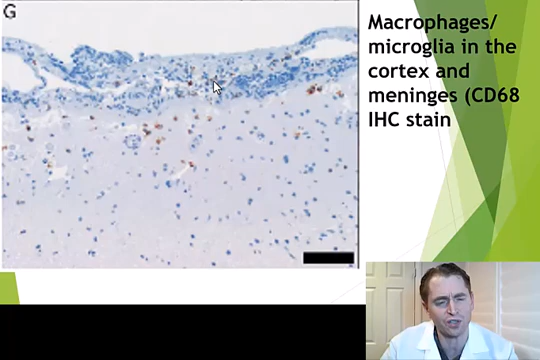 G
Macrophages/
microglia in the
cortex and
meninges (CD68
IHC stain